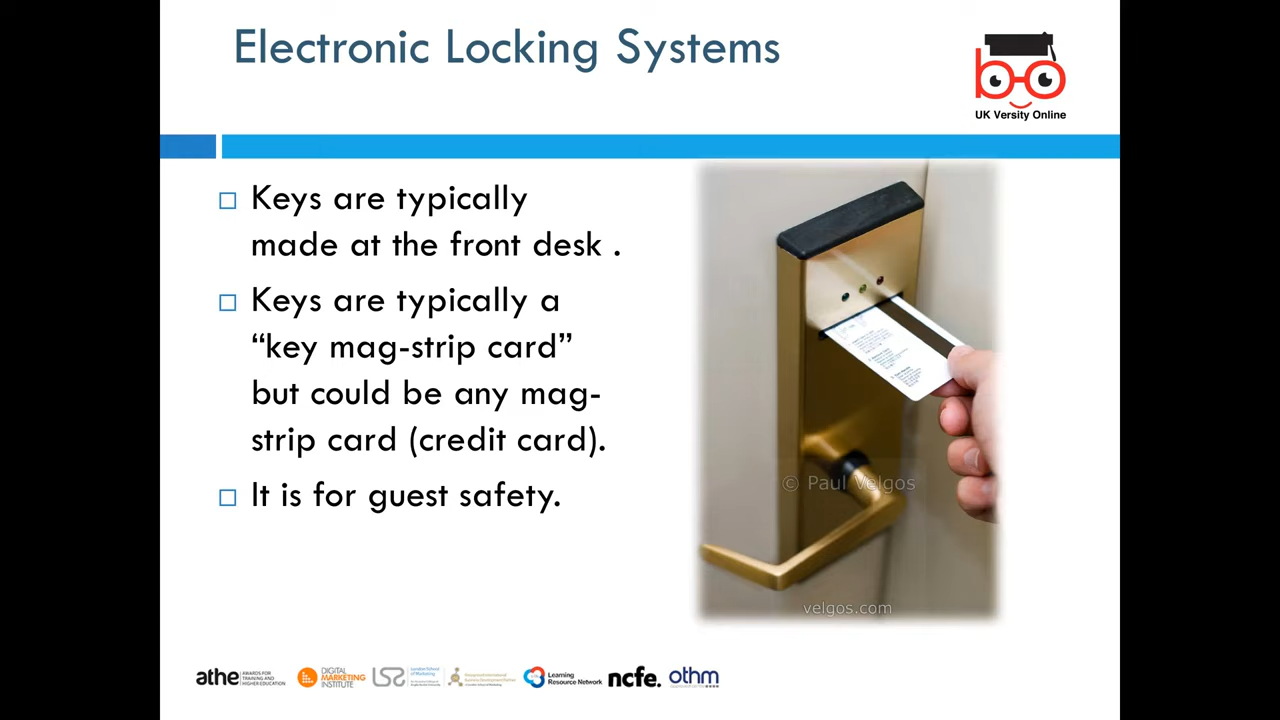 Electronic Locking Systems
UK Versity Online
Keys are typically
made at the front desk .
Keys are typically a
“key mag-strip card”
but could be any mag-
strip card (credit card).
It is for guest safety.
© Paul Velgos
velgos.com
athe AWARDS FOR TRAINING AND HIGHER EDUCATION
DIGITAL MARKETING INSTITUTE
London School of Marketing
Learning Resource Network
ncfe.
othm